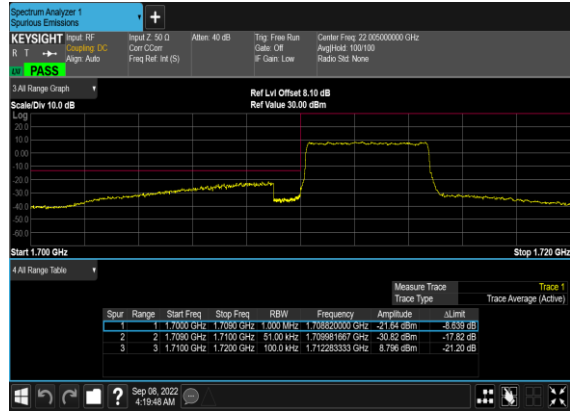 Spectrum Analyzer 1
Spurious Emissions
KEYSIGHT Input: RF Input Z: 50 Ω Atten: 40 dB Trig: Free Run Center Freq: 22.005000000 GHz
R T Coupling: DC Corr CCorr Gate: Off Avg|Hold: 100/100
Align: Auto Freq Ref: Int (S) IF Gain: Low Radio Std: None
PASS
3 All Range Graph
Ref Lvl Offset 8.10 dB
Scale/Div 10.0 dB Ref Value 30.00 dBm
Log
20.0
10.0
0.00
-10.0
-20.0
-30.0
-40.0
-50.0
-60.0
Start 1.700 GHz Stop 1.720 GHz
4 All Range Table
Measure Trace Trace 1
Trace Type Trace Average (Active)
Spur Range Start Freq Stop Freq RBW Frequency Amplitude ΔLimit
1 1 1.7000 GHz 1.7090 GHz 1.000 MHz 1.708820000 GHz -21.64 dBm -8.639 dB
2 2 1.7090 GHz 1.7100 GHz 51.00 kHz 1.709981667 GHz -30.82 dBm -17.82 dB
3 3 1.7100 GHz 1.7200 GHz 100.0 kHz 1.712283333 GHz 8.796 dBm -21.20 dB
? Sep 08, 2022
4:19:48 AM